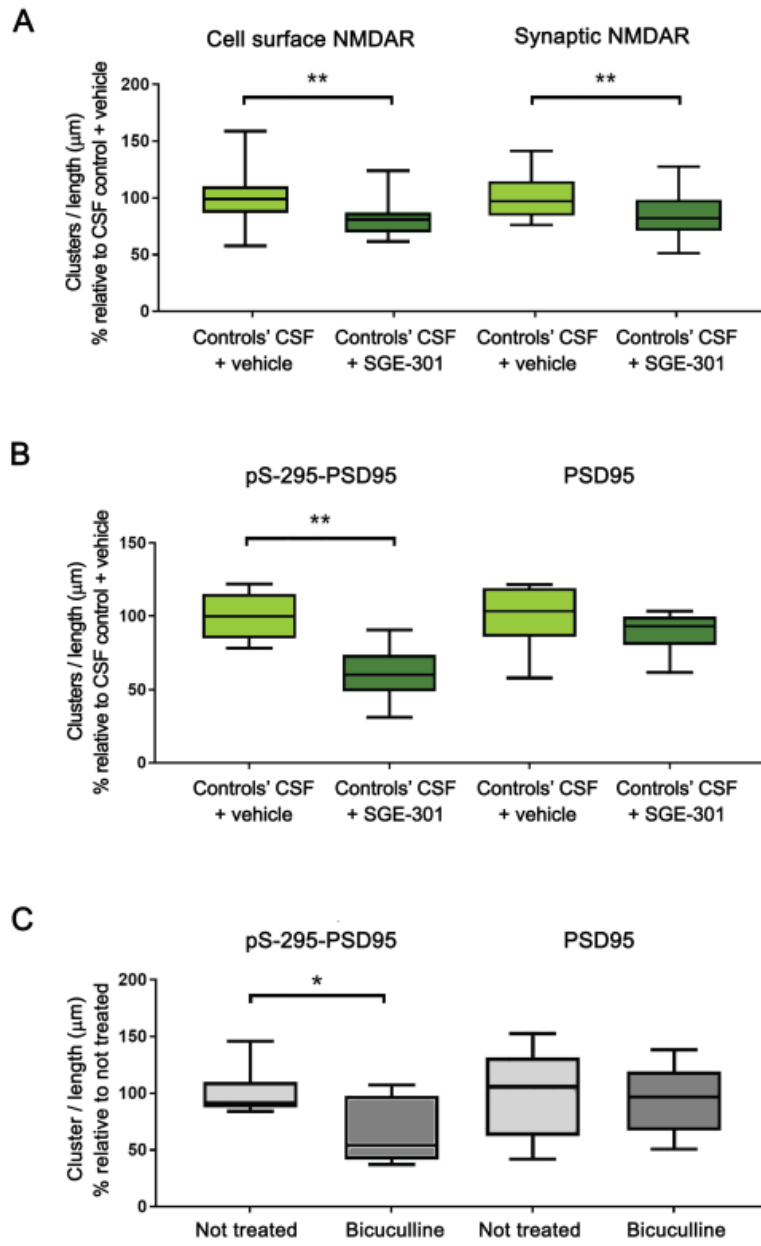 A
Cell surface NMDAR
Synaptic NMDAR
Clusters / length (μm)
% relative to CSF control + vehicle
200
150
100
50
0
**
**
Controls' CSF
+ vehicle
Controls' CSF
+ SGE-301
Controls' CSF
+ vehicle
Controls' CSF
+ SGE-301
B
pS-295-PSD95
PSD95
Clusters / length (μm)
% relative to CSF control + vehicle
150
100
50
0
**
Controls' CSF
+ vehicle
Controls' CSF
+ SGE-301
Controls' CSF
+ vehicle
Controls' CSF
+ SGE-301
C
pS-295-PSD95
PSD95
Cluster / length (μm)
% relative to not treated
200
150
100
50
0
*
Not treated
Bicuculline
Not treated
Bicuculline